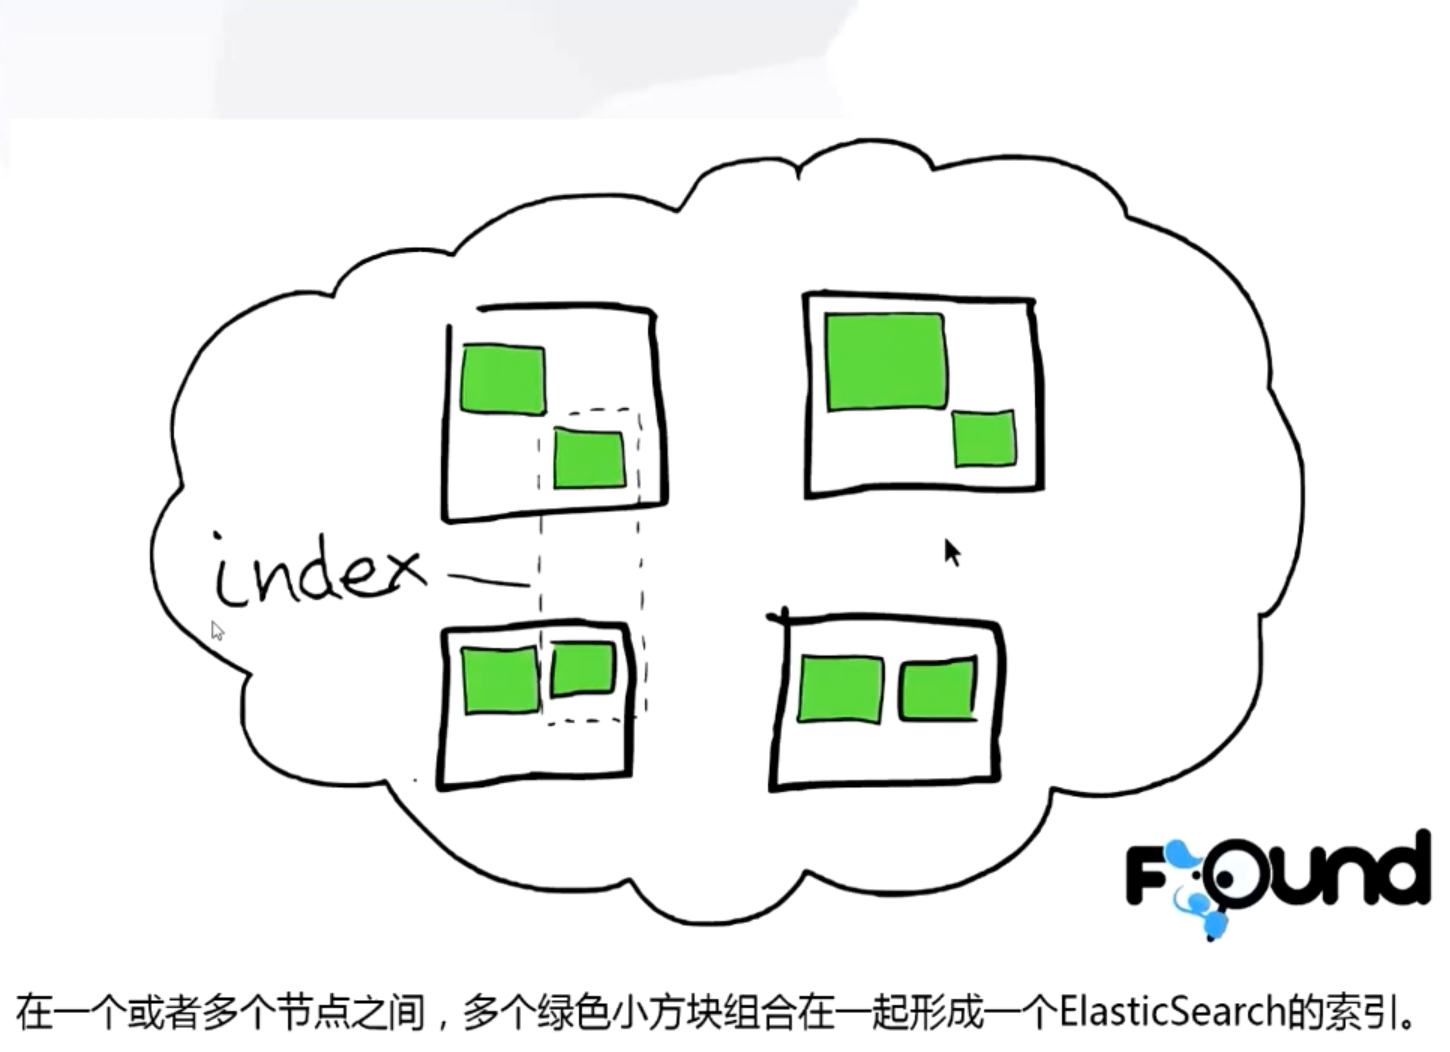 index
Found
在一个或者多个节点之间，多个绿色小方块组合在一起形成一个ElasticSearch的索引。